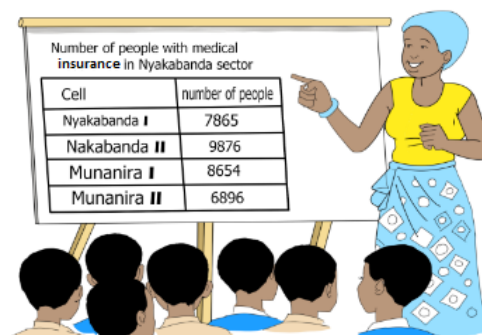 Number of people with medical
insurance in Nyakabanda sector
Cell number of people
Nyakabanda I 7865
Nakabanda II 9876
Munanira I 8654
Munanira II 6896